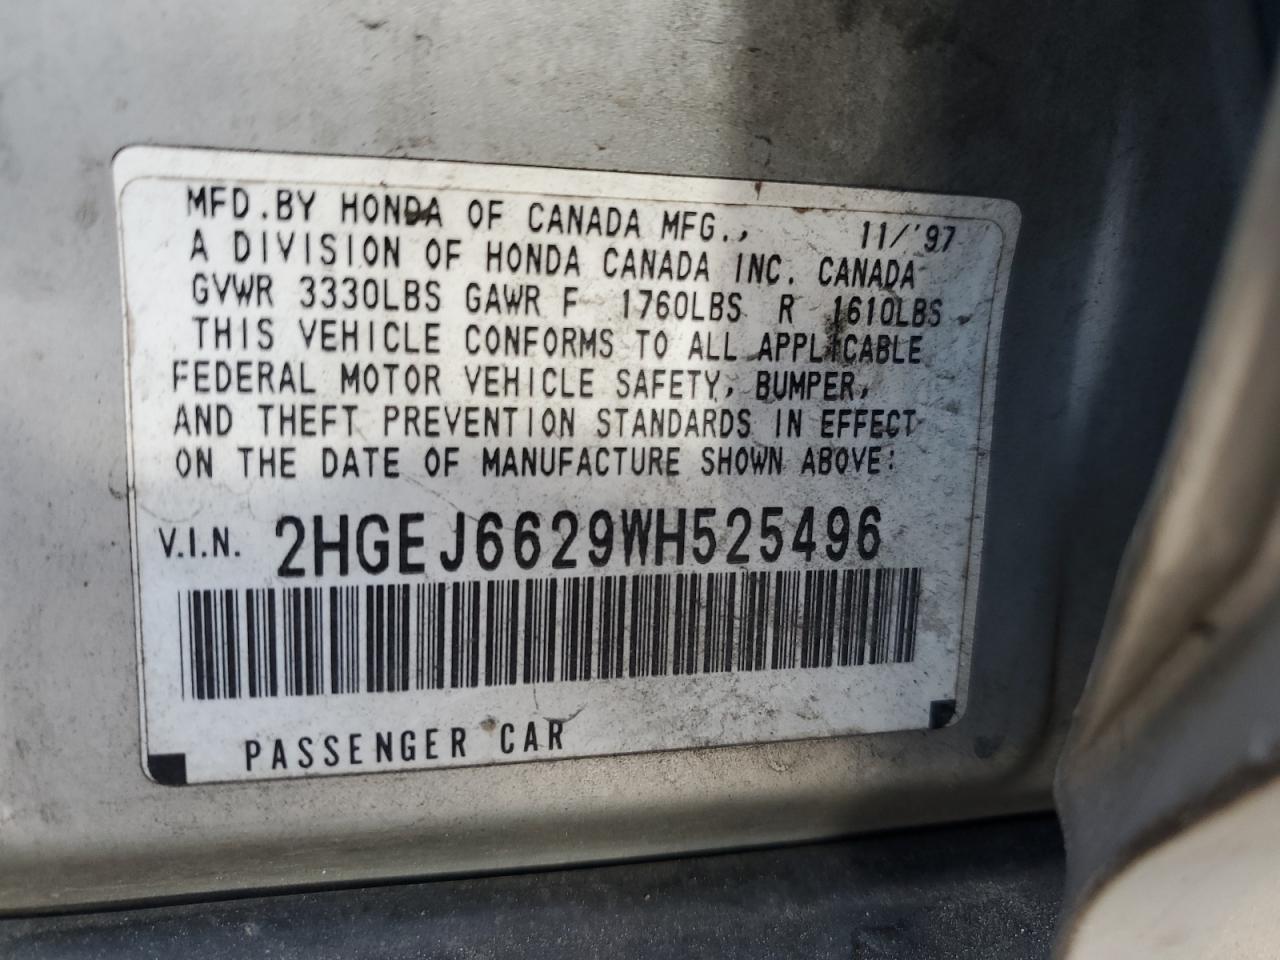 MFD. BY HONDA OF CANADA MFG., 11/'97
A DIVISION OF HONDA CANADA INC. CANADA
GVWR 3330LBS GAWR F 1760LBS R 1610LBS
THIS VEHICLE CONFORMS TO ALL APPLICABLE
FEDERAL MOTOR VEHICLE SAFETY, BUMPER,
AND THEFT PREVENTION STANDARDS IN EFFECT
ON THE DATE OF MANUFACTURE SHOWN ABOVE:
V.I.N. 2HGEJ6629WH525496
PASSENGER CAR